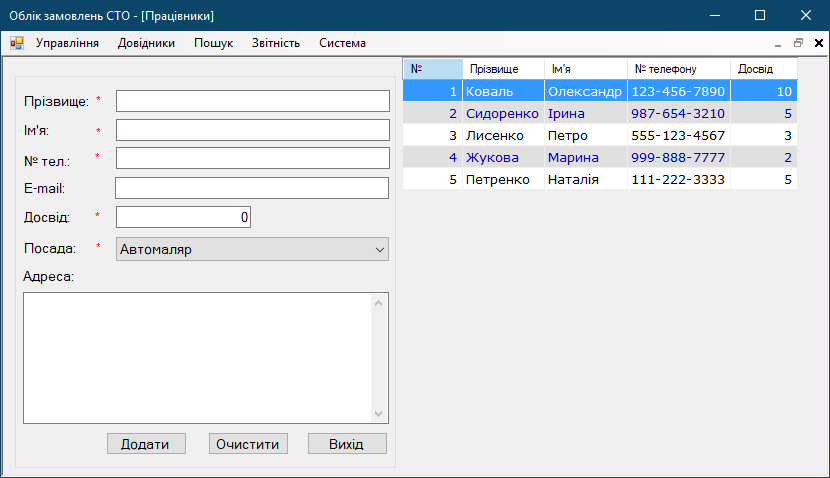 Облік замовлень СТО - [Працівники]
Управління Довідники Пошук Звітність Система
Прізвище: *
Ім'я: *
№ тел.: *
E-mail:
Досвід: * 0
Посада: * Автомаляр
Адреса:
Додати Очистити Вихід
№ Прізвище Ім'я № телефону Досвід
1 Коваль Олександр 123-456-7890 10
2 Сидоренко Ірина 987-654-3210 5
3 Лисенко Петро 555-123-4567 3
4 Жукова Марина 999-888-7777 2
5 Петренко Наталія 111-222-3333 5